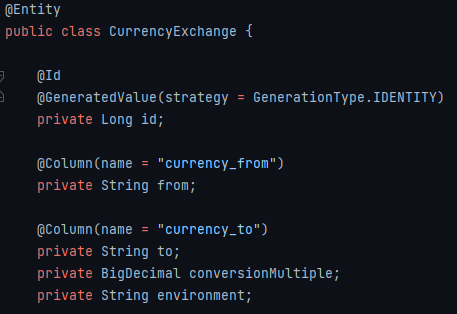 @Entity
public class CurrencyExchange {
@Id
@GeneratedValue(strategy = GenerationType.IDENTITY)
private Long id;
@Column(name = "currency_from")
private String from;
@Column(name = "currency_to")
private String to;
private BigDecimal conversionMultiple;
private String environment;